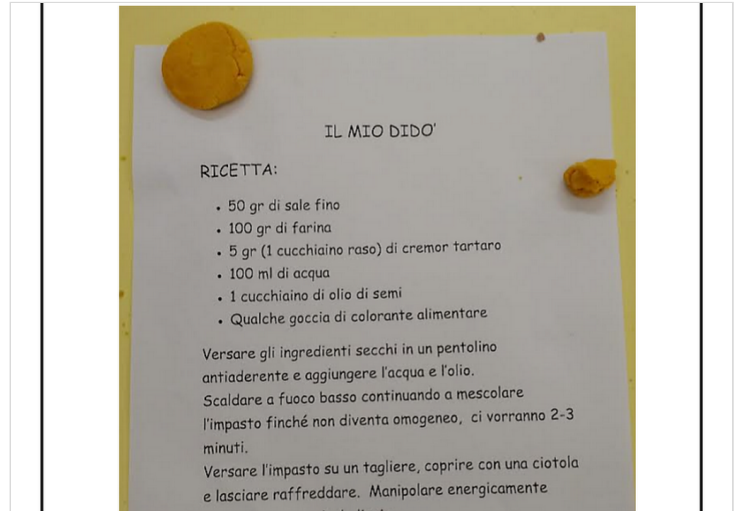 IL MIO DIDO'
RICETTA:
• 50 gr di sale fino
• 100 gr di farina
• 5 gr (1 cucchiaino raso) di cremor tartaro
• 100 ml di acqua
• 1 cucchiaino di olio di semi
• Qualche goccia di colorante alimentare
Versare gli ingredienti secchi in un pentolino
antiaderente e aggiungere l'acqua e l'olio.
Scaldare a fuoco basso continuando a mescolare
l'impasto finché non diventa omogeneo, ci vorranno 2-3
minuti.
Versare l'impasto su un tagliere, coprire con una ciotola
e lasciare raffreddare. Manipolare energicamente